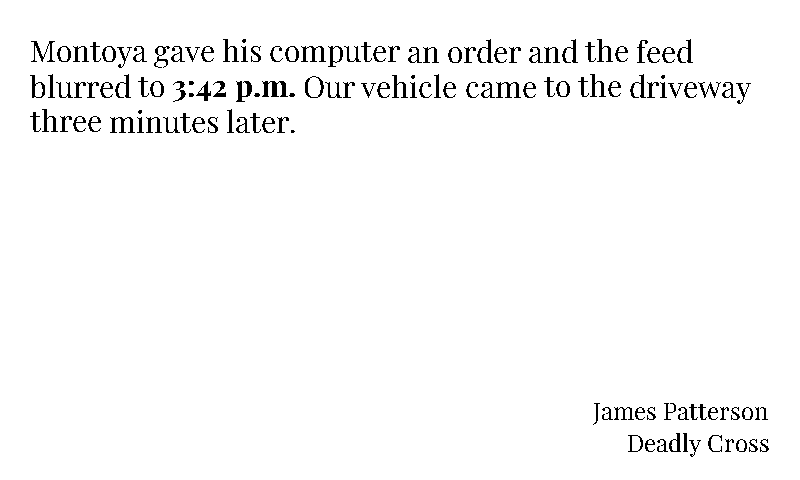 Montoya gave his computer an order and the feed
blurred to 3:42 p.m. Our vehicle came to the driveway
three minutes later.
James Patterson
Deadly Cross